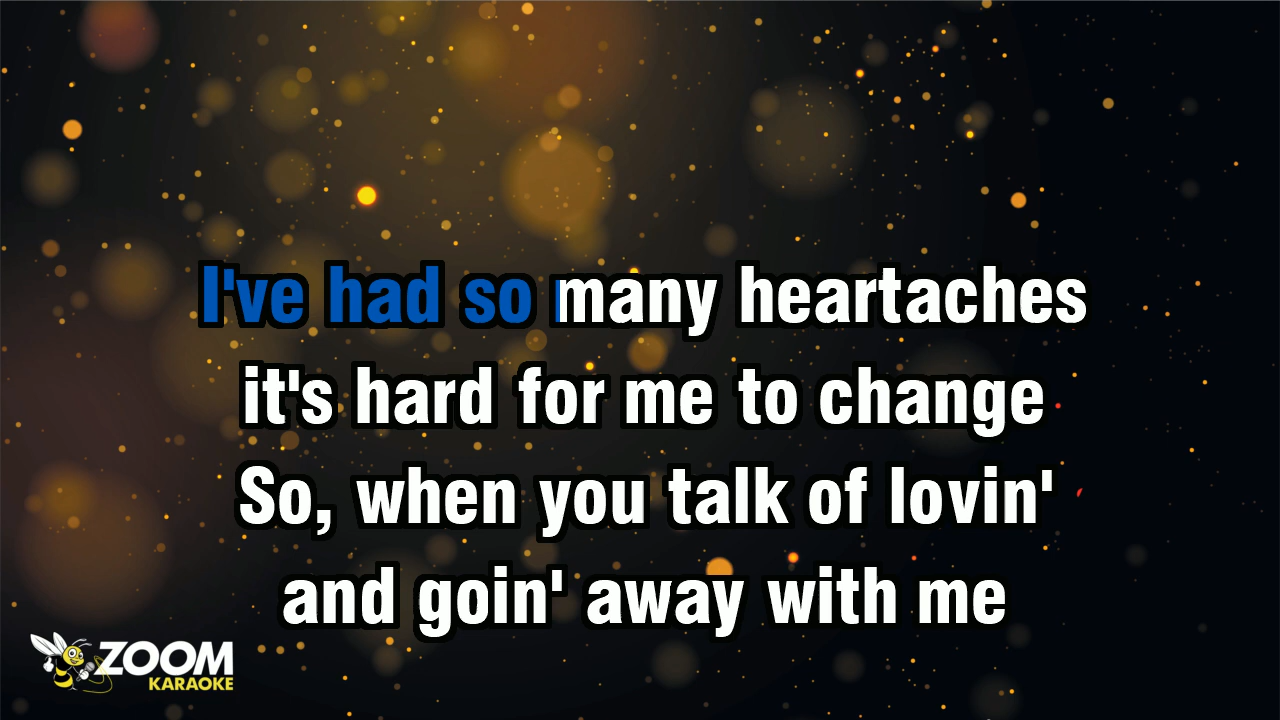 I've had so many heartaches
it's hard for me to change
So, when you talk of lovin'
and goin' away with me
ZOOM
KARAOKE